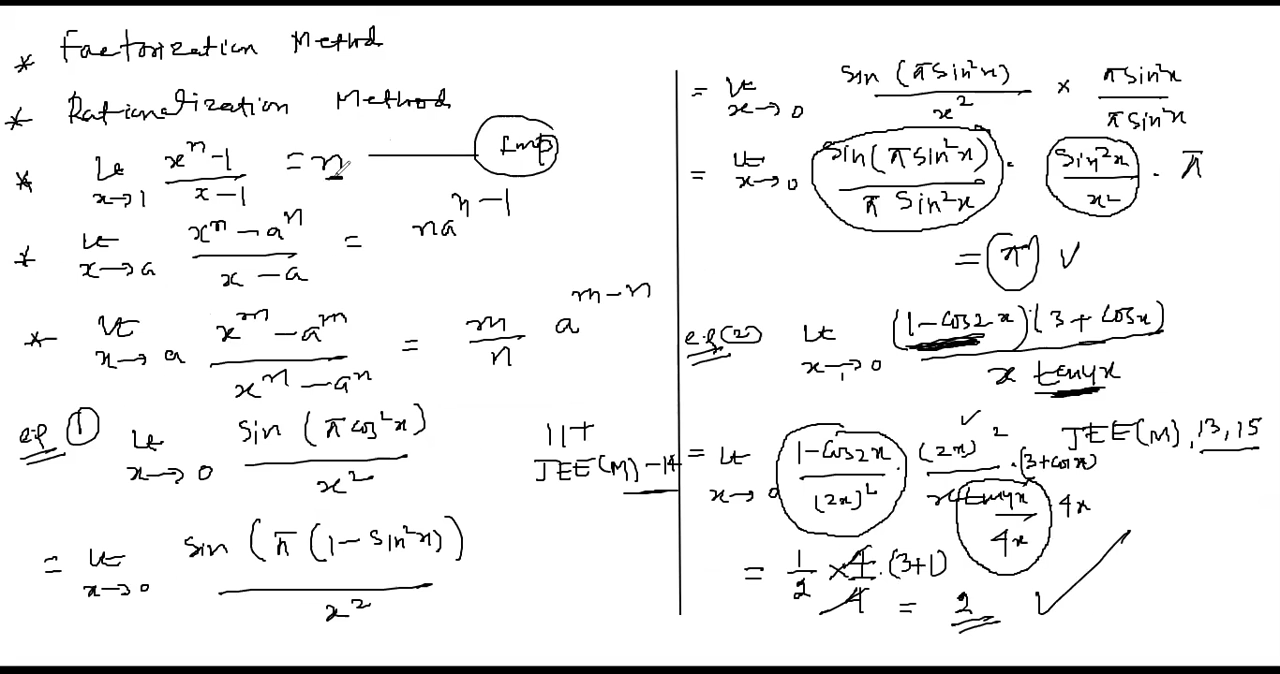 * Factorization Method
* Rationalization Method
* Lt x→1 (x^n - 1)/(x - 1) = n — Imp
* Lt x→a (x^n - a^n)/(x - a) = na^(n-1)
* Lt x→a (x^m - a^m)/(x^n - a^n) = m/n a^(m-n)
e.g ① Lt x→0 sin(π cos²x)/x² IIT JEE(M)-14
= Lt x→0 sin(π(1 - sin²x))/x²
= Lt x→0 sin(π sin²x)/x² × π sin²x/π sin²x
= Lt x→0 sin(π sin²x)/π sin²x · sin²x/x² · π
= π ✓
e.g (2) Lt x→0 (1 - cos2x)(3 + cosx)/x tan4x
JEE(M), 13, 15
= Lt x→0 (1 - cos2x)/(2x)² · (2x)²/x · (3 + cosx) tan4x/4x · 4x
= 1/2 × 4/4 · (3+1)
= 2 ✓